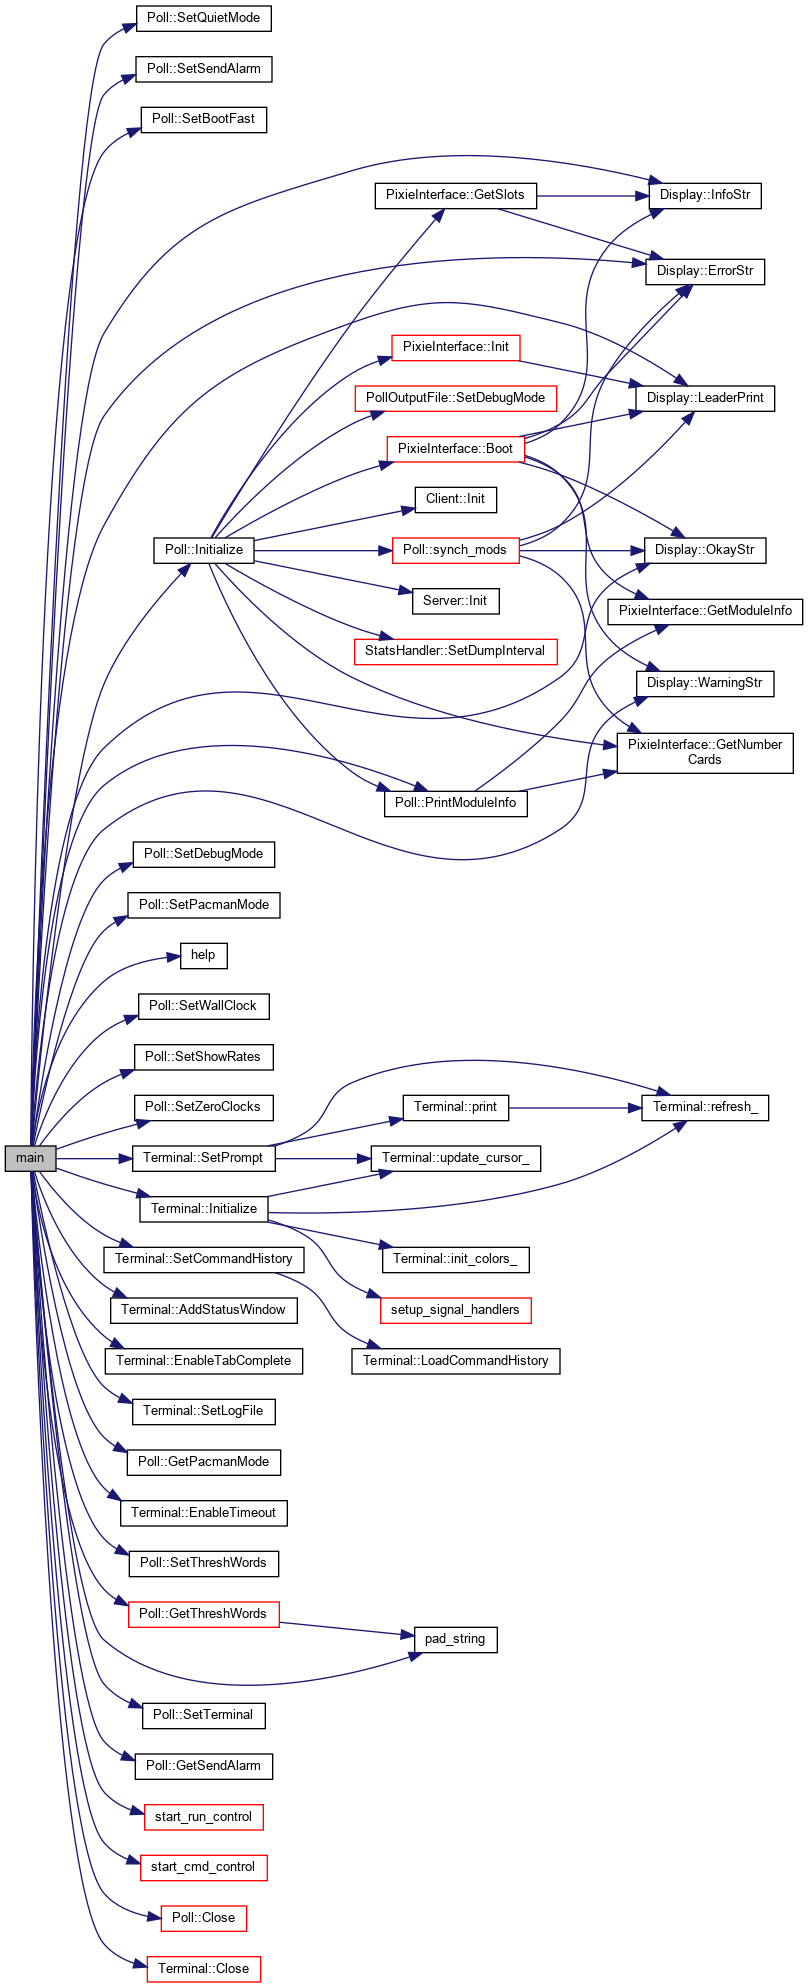 Poll::SetQuietMode
Poll::SetSendAlarm
Poll::SetBootFast
PixieInterface::GetSlots
Display::InfoStr
Display::ErrorStr
PixieInterface::Init
PollOutputFile::SetDebugMode
Display::LeaderPrint
PixieInterface::Boot
Client::Init
Poll::Initialize
Poll::synch_mods
Display::OkayStr
Server::Init
PixieInterface::GetModuleInfo
StatsHandler::SetDumpInterval
Display::WarningStr
PixieInterface::GetNumber
Cards
Poll::PrintModuleInfo
Poll::SetDebugMode
Poll::SetPacmanMode
help
Poll::SetWallClock
Poll::SetShowRates
Poll::SetZeroClocks
Terminal::print
Terminal::refresh_
main
Terminal::SetPrompt
Terminal::update_cursor_
Terminal::Initialize
Terminal::SetCommandHistory
Terminal::init_colors_
Terminal::AddStatusWindow
setup_signal_handlers
Terminal::EnableTabComplete
Terminal::LoadCommandHistory
Terminal::SetLogFile
Poll::GetPacmanMode
Terminal::EnableTimeout
Poll::SetThreshWords
Poll::GetThreshWords
pad_string
Poll::SetTerminal
Poll::GetSendAlarm
start_run_control
start_cmd_control
Poll::Close
Terminal::Close